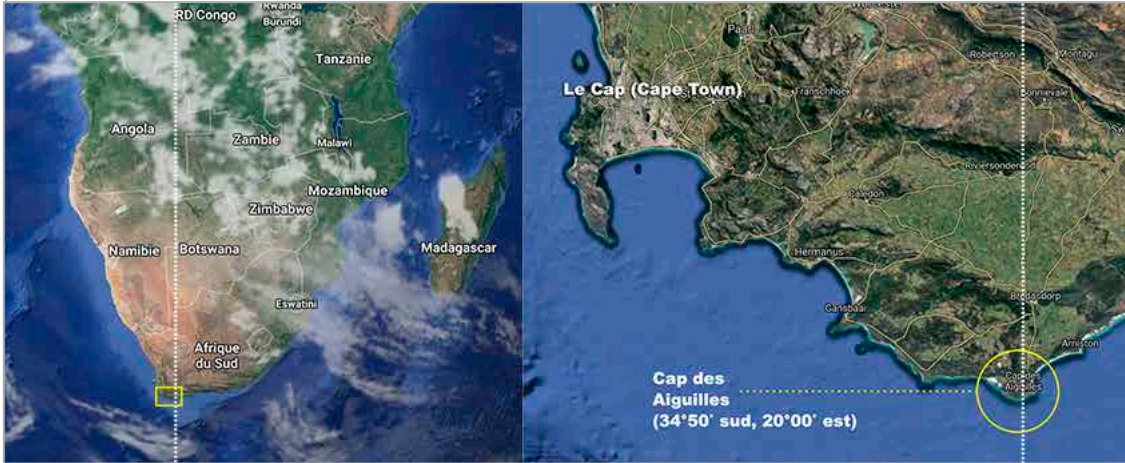 RD Congo
Rwanda
Burundi
Tanzanie
Angola
Zambie
Malawi
Mozambique
Zimbabwe
Namibie
Botswana
Madagascar
Eswatini
Afrique
du Sud
Paarl
Robertson
Montagu
Le Cap (Cape Town)
Franschhoek
Bonnievale
Riviersonderend
Caledon
Hermanus
Gansbaai
Bredasdorp
Arniston
Cap des
Aiguilles
Cap des
Aiguilles
(34°50' sud, 20°00' est)